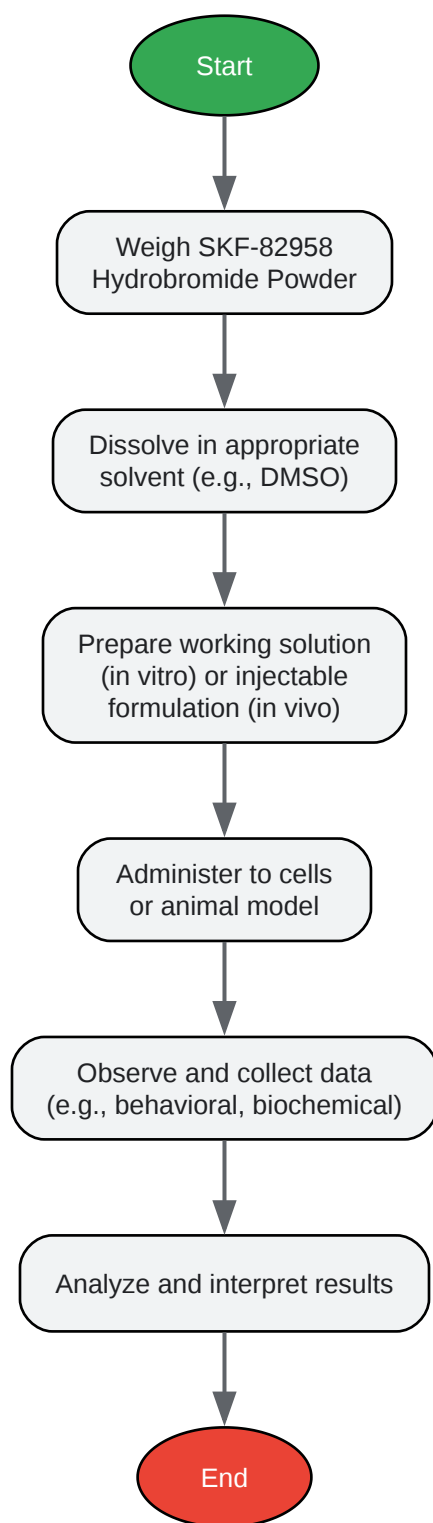 Start
Weigh SKF-82958
Hydrobromide Powder
Dissolve in appropriate
solvent (e.g., DMSO)
Prepare working solution
(in vitro) or injectable
formulation (in vivo)
Administer to cells
or animal model
Observe and collect data
(e.g., behavioral, biochemical)
Analyze and interpret results
End